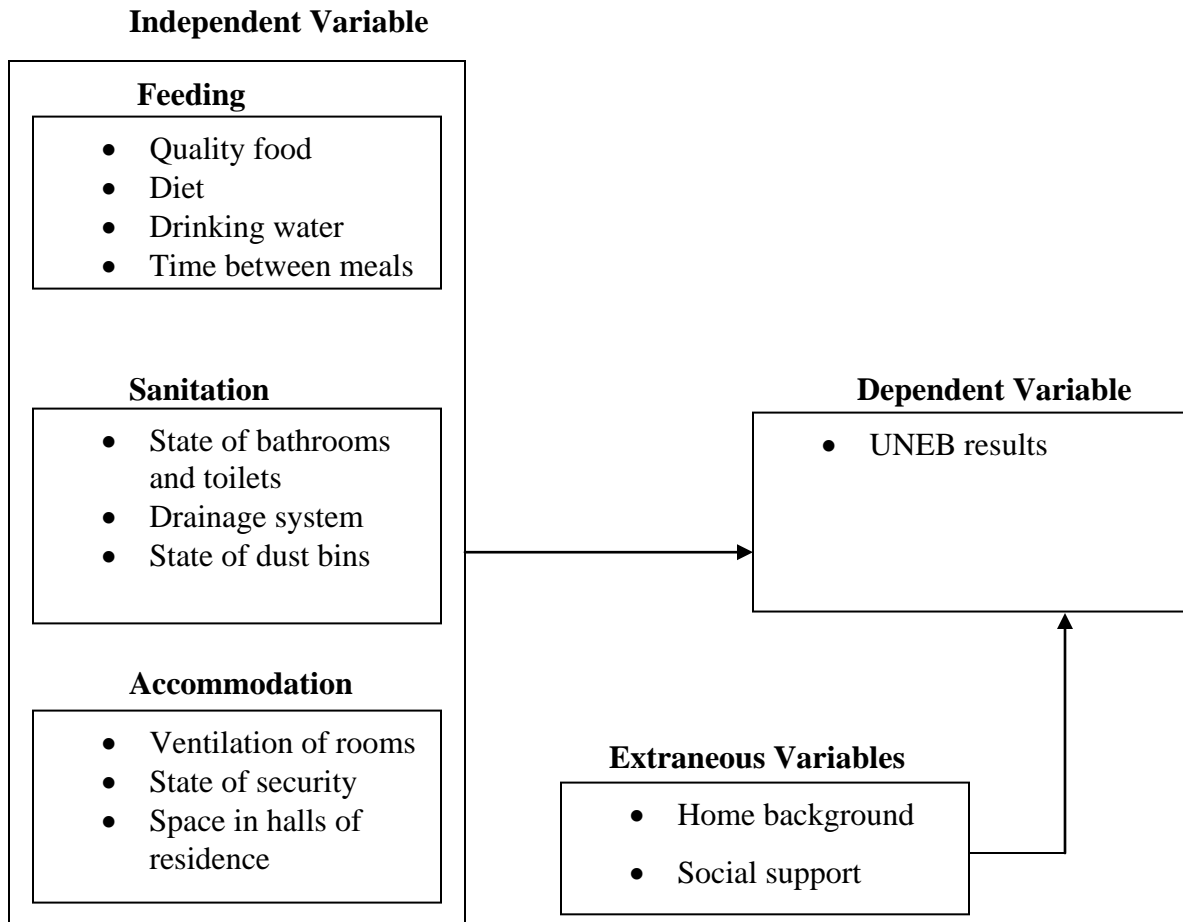 Independent Variable
Feeding
• Quality food
• Diet
• Drinking water
• Time between meals
Sanitation
• State of bathrooms
and toilets
• Drainage system
• State of dust bins
Accommodation
• Ventilation of rooms
• State of security
• Space in halls of
residence
Dependent Variable
• UNEB results
Extraneous Variables
• Home background
• Social support